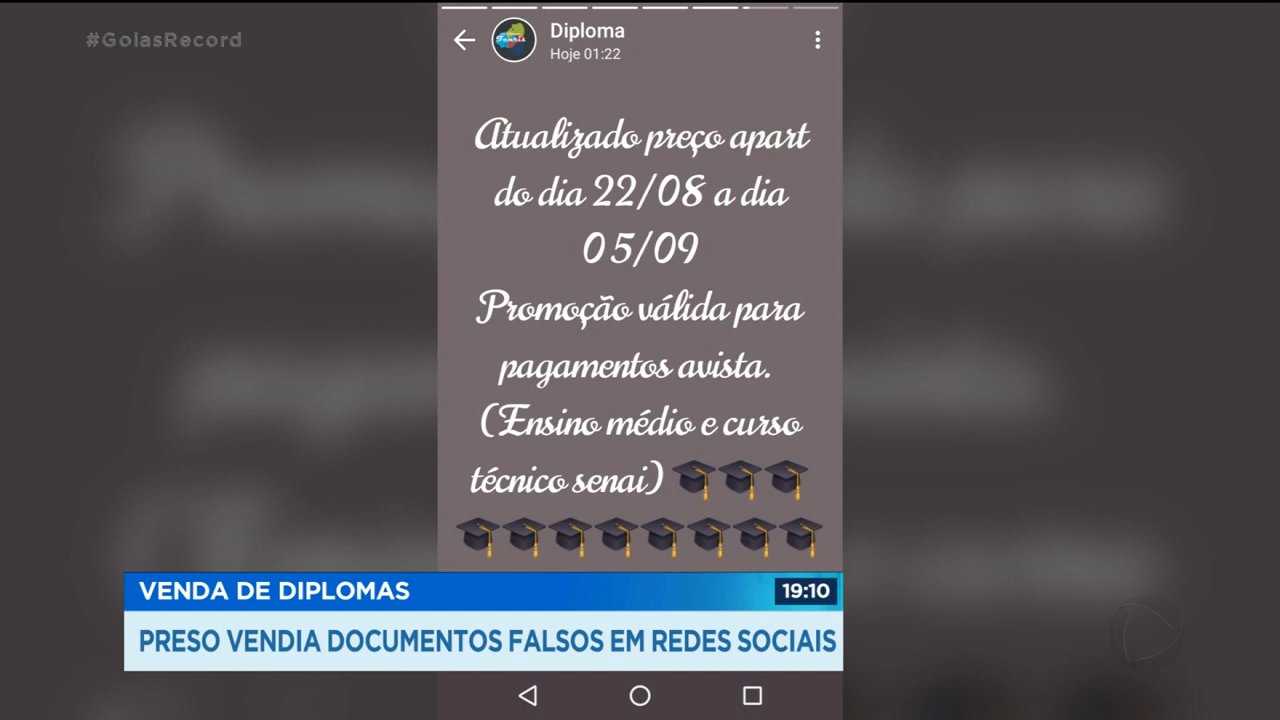 #GoiasRecord
Diploma
Hoje 01:22
Atualizado preço apart
do dia 22/08 a dia
05/09
Promoção válida para
pagamentos avista.
(Ensino médio e curso
técnico senai)
VENDA DE DIPLOMAS
19:10
PRESO VENDIA DOCUMENTOS FALSOS EM REDES SOCIAIS